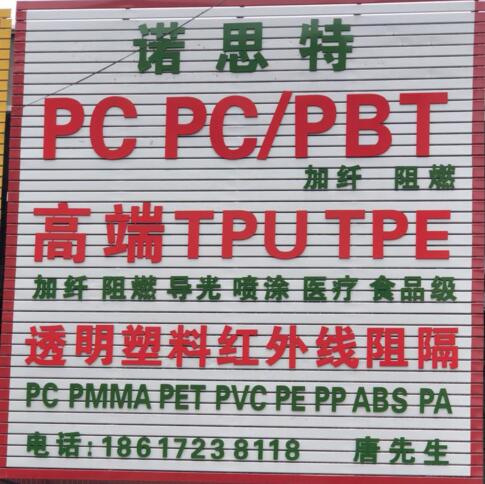 诺思特
PC PC/PBT
加纤 阻燃
高端TPU TPE
加纤 阻燃 导光 喷涂 医疗 食品级
透明塑料红外线阻隔
PC PMMA PET PVC PE PP ABS PA
电话:18617238118 唐先生